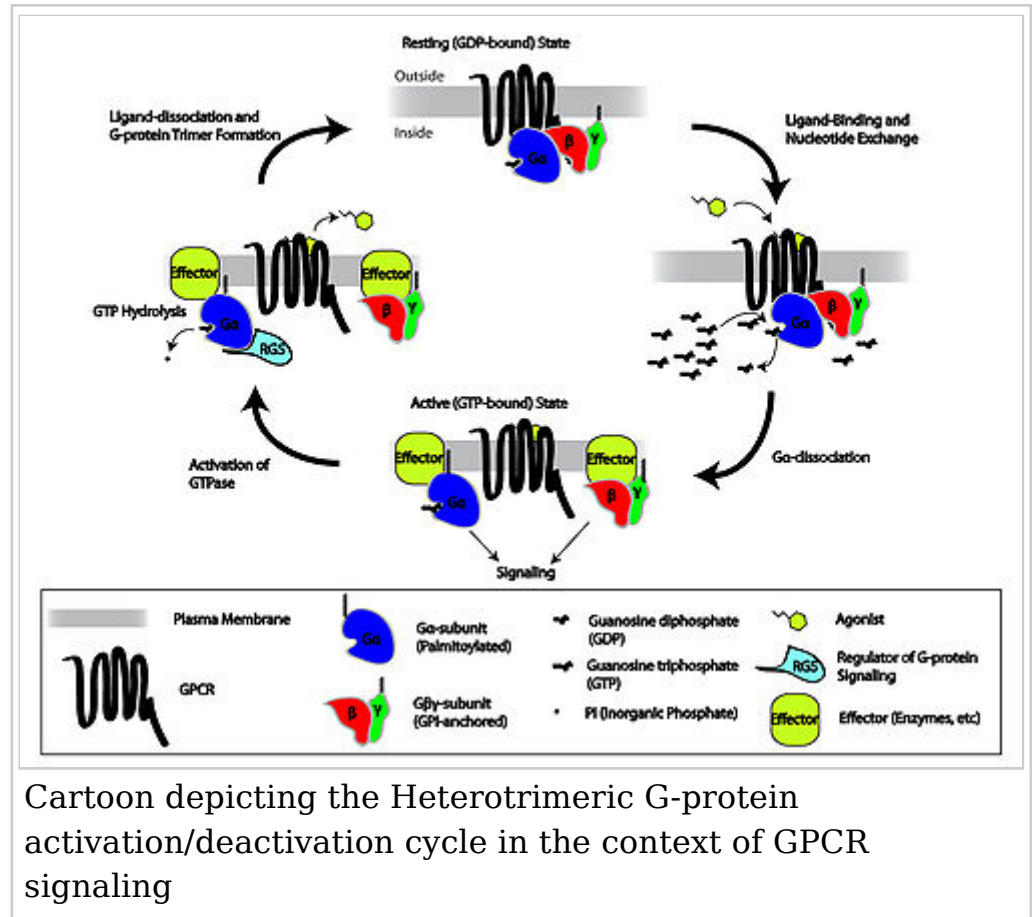 Resting (GDP-bound) State
Outside
Inside
Gα
β
γ
Ligand-dissociation and
G-protein Trimer Formation
Ligand-Binding and
Nucleotide Exchange
Effector
Effector
GTP Hydrolysis
Gα
RGS
β
γ
Gα
β
γ
Active (GTP-bound) State
Effector
Effector
Gα
β
γ
Activation of
GTPase
Gα-dissociation
Signaling
Plasma Membrane
GPCR
Gα
Gα-subunit
(Palmitoylated)
β
γ
Gβγ-subunit
(GPI-anchored)
Guanosine diphosphate
(GDP)
Guanosine triphosphate
(GTP)
PI (Inorganic Phosphate)
Agonist
RGS
Regulator of G-protein
Signaling
Effector
Effector (Enzymes, etc)
Cartoon depicting the Heterotrimeric G-protein
activation/deactivation cycle in the context of GPCR
signaling